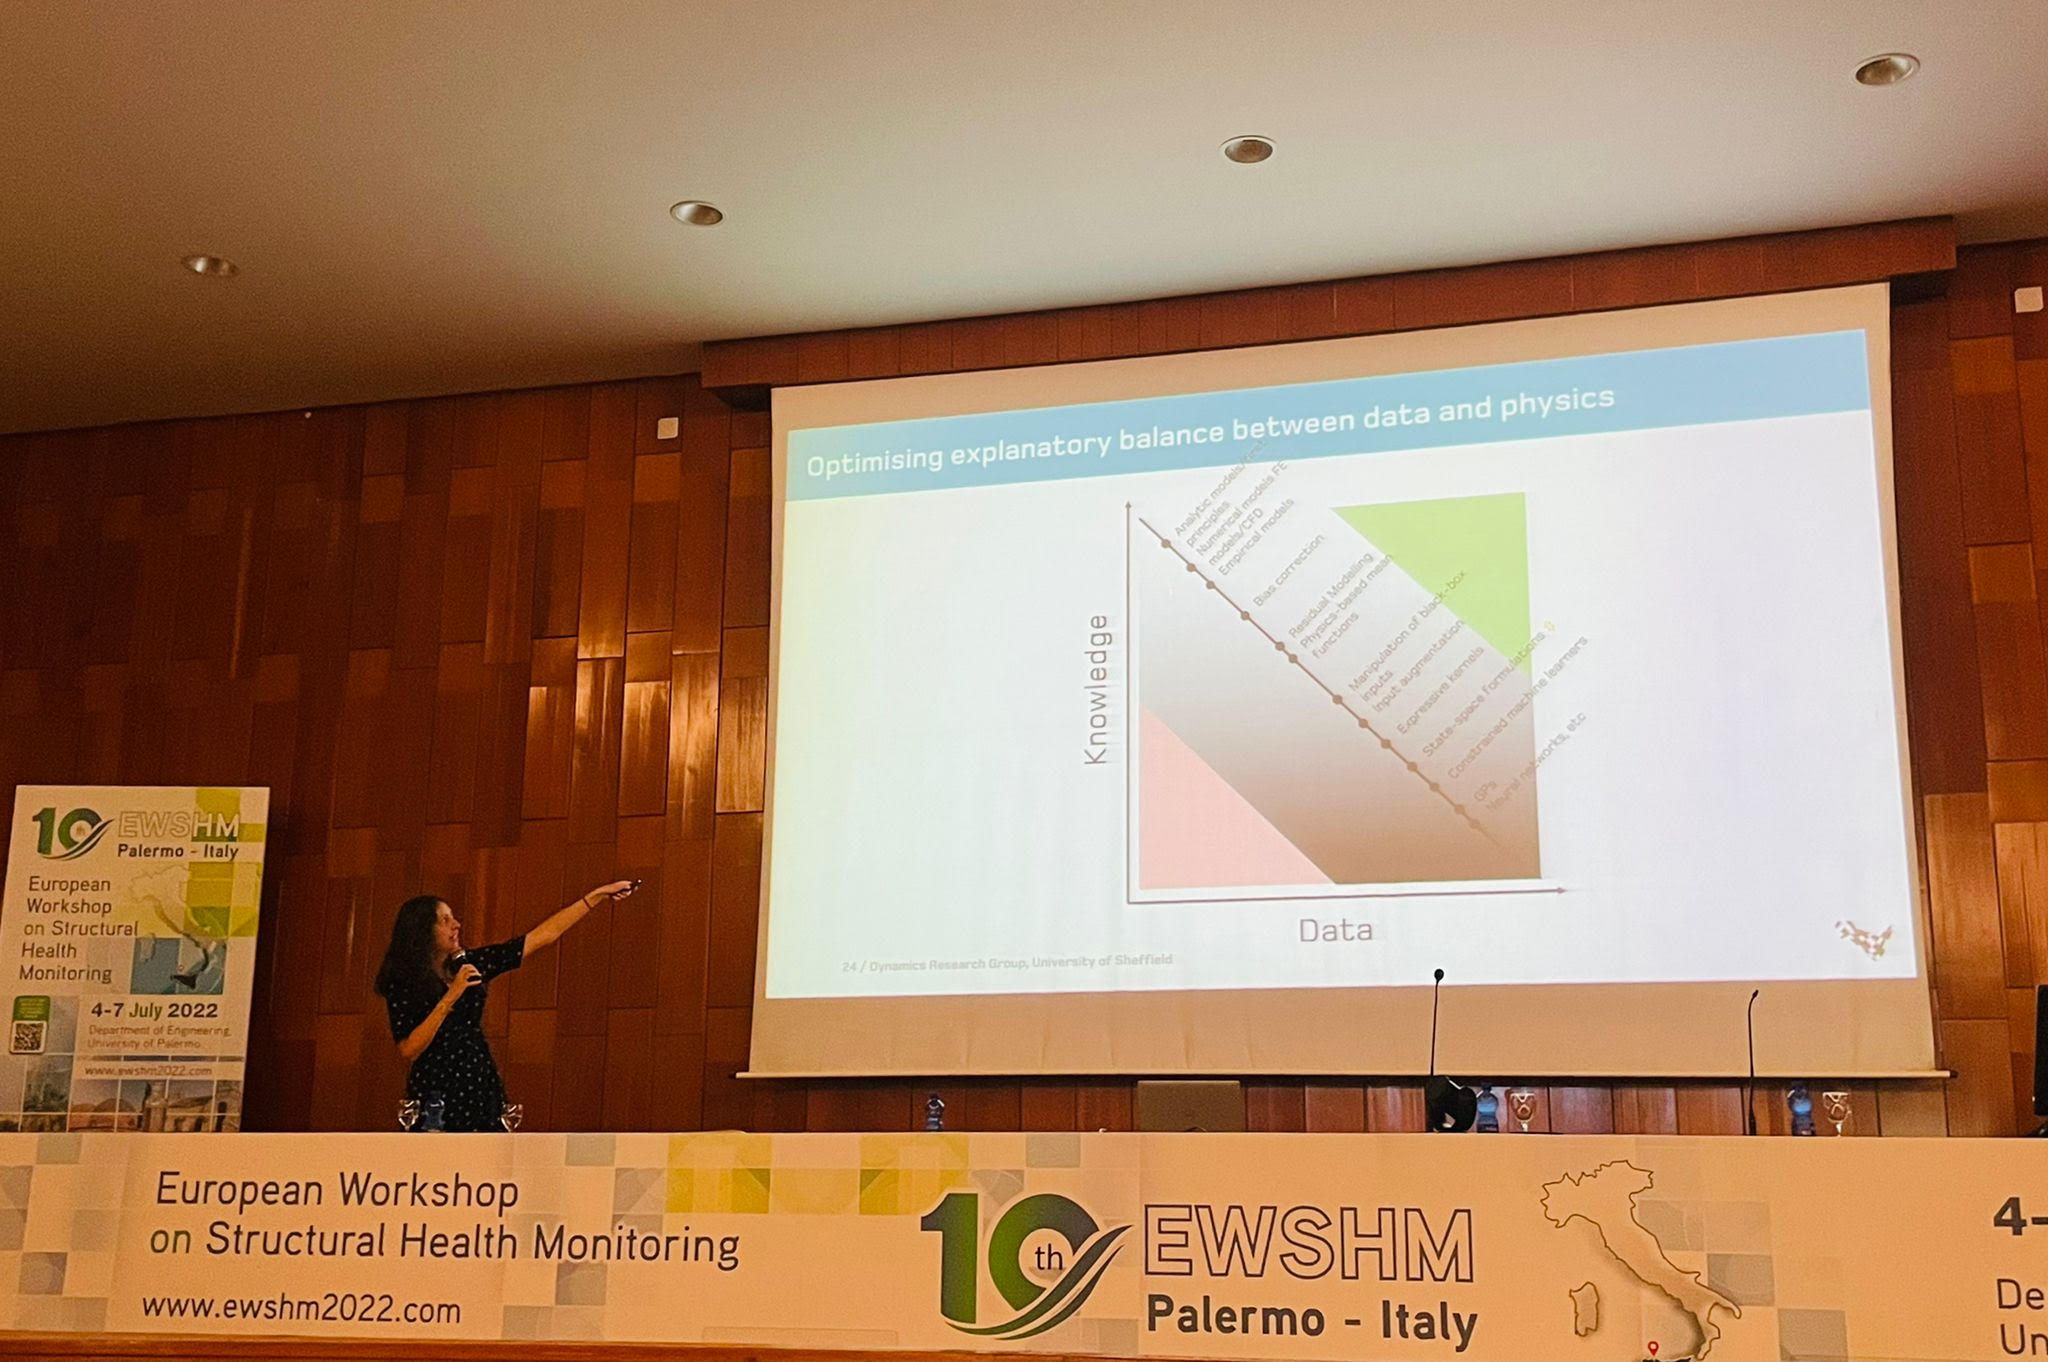 Optimising explanatory balance between data and physics
Analytic models/first
principles
Numerical models FE
models/CFD
Empirical models
Bias correction
Residual Modelling
Physics-based mean
functions
Manipulation of black-box
inputs
Input augmentation
Expressive kernels
State-space formulations
Constrained machine learners
GPs
Neural networks, etc
Knowledge
Data
24 / Dynamics Research Group, University of Sheffield
10th EWSHM
Palermo - Italy
European
Workshop
on Structural
Health
Monitoring
4-7 July 2022
Department of Engineering,
University of Palermo
www.ewshm2022.com
European Workshop
on Structural Health Monitoring
www.ewshm2022.com
10th EWSHM
Palermo - Italy
4-
De
Un